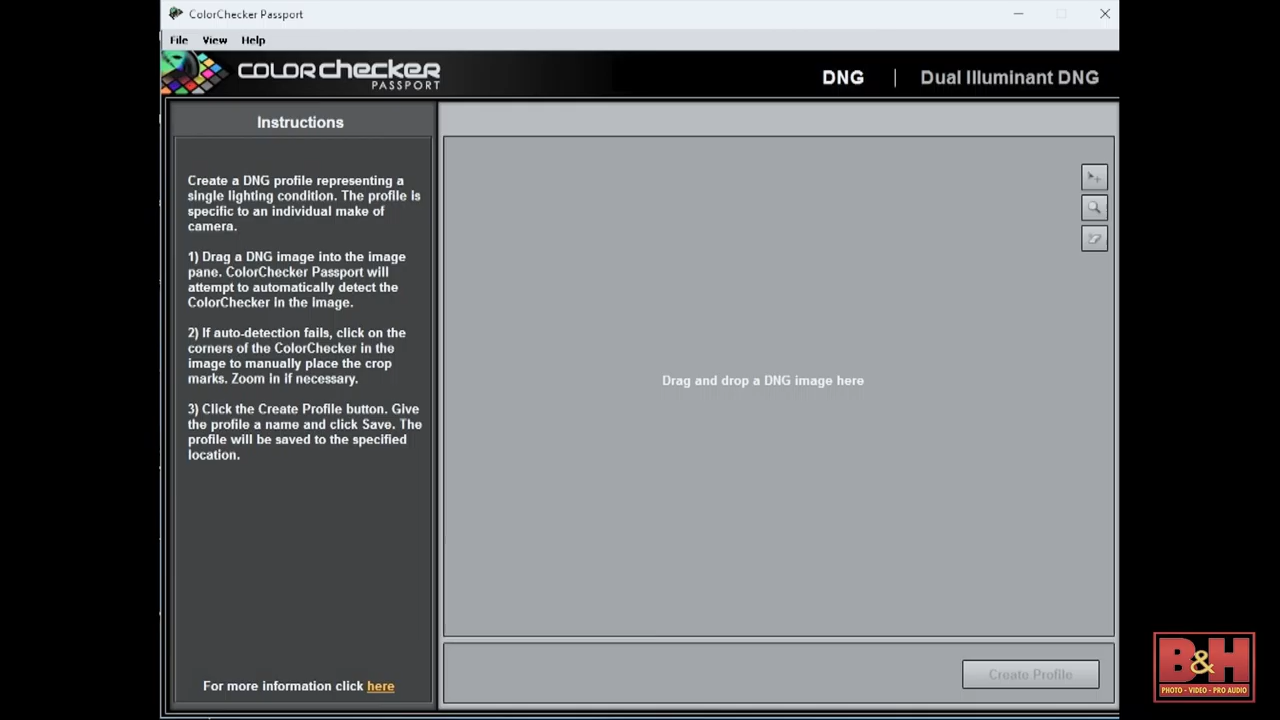 ColorChecker Passport
File View Help
COLORCHECKER
PASSPORT
DNG | Dual Illuminant DNG
Instructions
Create a DNG profile representing a
single lighting condition. The profile is
specific to an individual make of
camera.
1) Drag a DNG image into the image
pane. ColorChecker Passport will
attempt to automatically detect the
ColorChecker in the image.
2) If auto-detection fails, click on the
corners of the ColorChecker in the
image to manually place the crop
marks. Zoom in if necessary.
3) Click the Create Profile button. Give
the profile a name and click Save. The
profile will be saved to the specified
location.
For more information click here
Drag and drop a DNG image here
Create Profile
B&H
PHOTO - VIDEO - PRO AUDIO